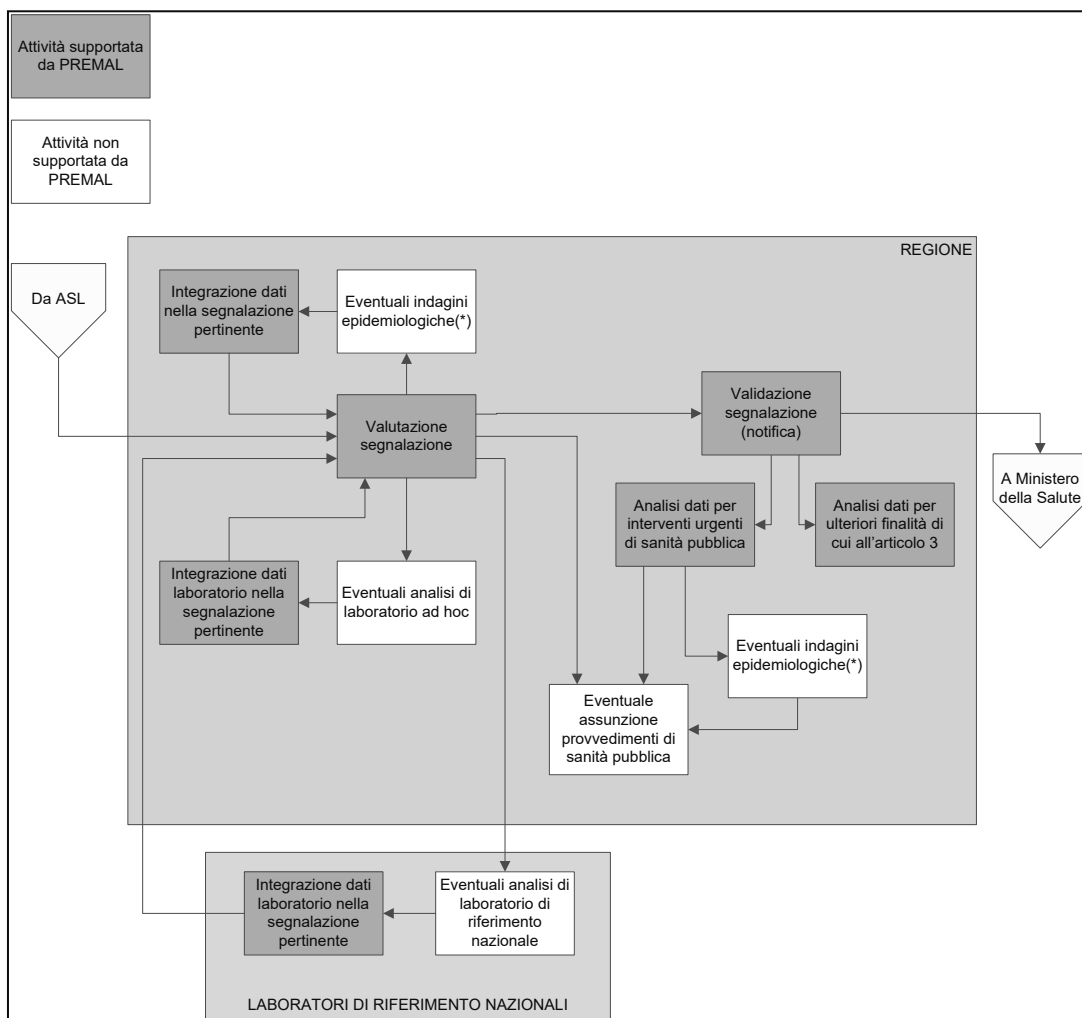 Attività supportata
da PREMAL
Attività non
supportata da
PREMAL
REGIONE
Da ASL
Integrazione dati
nella segnalazione
pertinente
Eventuali indagini
epidemiologiche(*)
Valutazione
segnalazione
Validazione
segnalazione
(notifica)
A Ministero
della Salute
Analisi dati per
interventi urgenti
di sanità pubblica
Analisi dati per
ulteriori finalità di
cui all'articolo 3
Integrazione dati
laboratorio nella
segnalazione
pertinente
Eventuali analisi di
laboratorio ad hoc
Eventuali indagini
epidemiologiche(*)
Eventuale
assunzione
provvedimenti di
sanità pubblica
Integrazione dati
laboratorio nella
segnalazione
pertinente
Eventuali analisi di
laboratorio di
riferimento
nazionale
LABORATORI DI RIFERIMENTO NAZIONALI